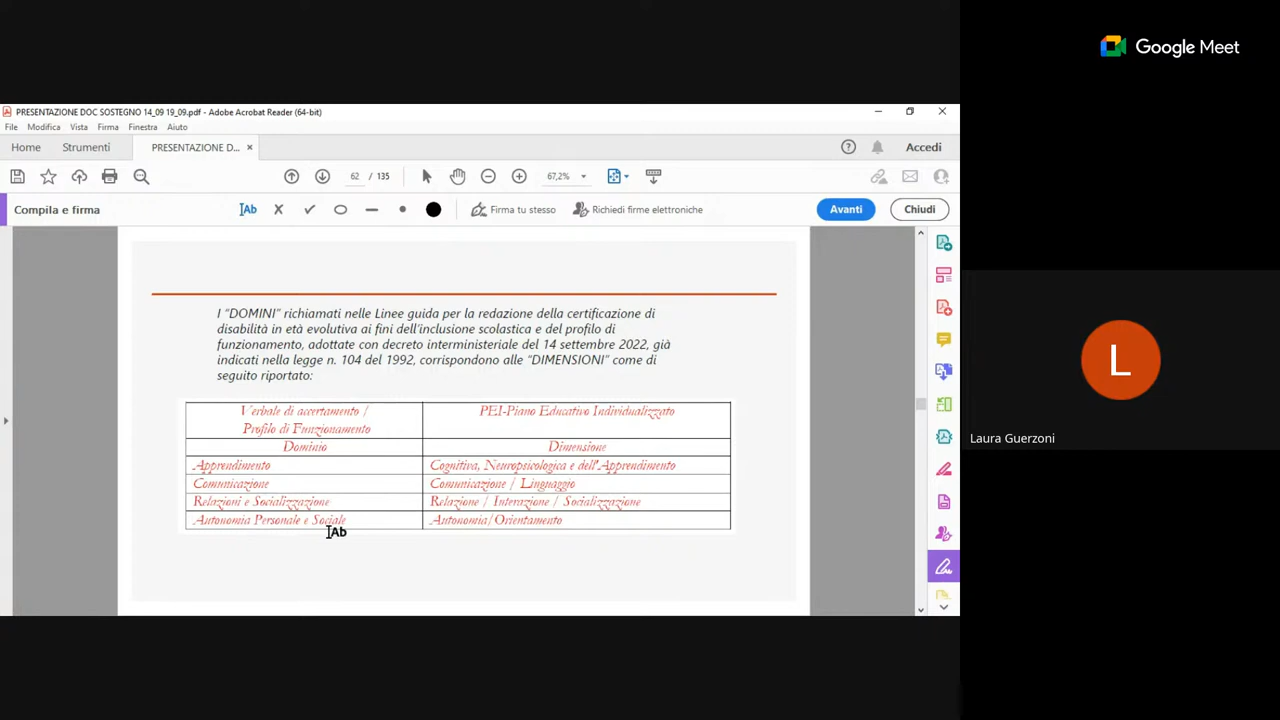 Google Meet
PRESENTAZIONE DOC SOSTEGNO 14_09 19_09.pdf - Adobe Acrobat Reader (64-bit)
File Modifica Vista Firma Finestra Aiuto
Home Strumenti PRESENTAZIONE D... × Accedi
62 / 135 67,2%
Compila e firma Ab Firma tu stesso Richiedi firme elettroniche Avanti Chiudi
I “DOMINI” richiamati nelle Linee guida per la redazione della certificazione di
disabilità in età evolutiva ai fini dell’inclusione scolastica e del profilo di
funzonamento, adottate con decreto interministeriale del 14 settembre 2022, già
indicati nella legge n. 104 del 1992, corrispondono alle “DIMENSIONI” come di
seguito riportato:
Verbale di accertamento / PEI-Piano Educativo Individualizzato
Profilo di Funzionamento
Dominio Dimensione
Apprendimento Cognitiva, Neuropsicologica e dell'Apprendimento
Comunicazione Comunicazione / Linguaggio
Relazioni e Socializzazione Relazione / Interazione / Socializzazione
Autonomia Personale e Sociale Autonomia/Orientamento
Ab
L
Laura Guerzoni